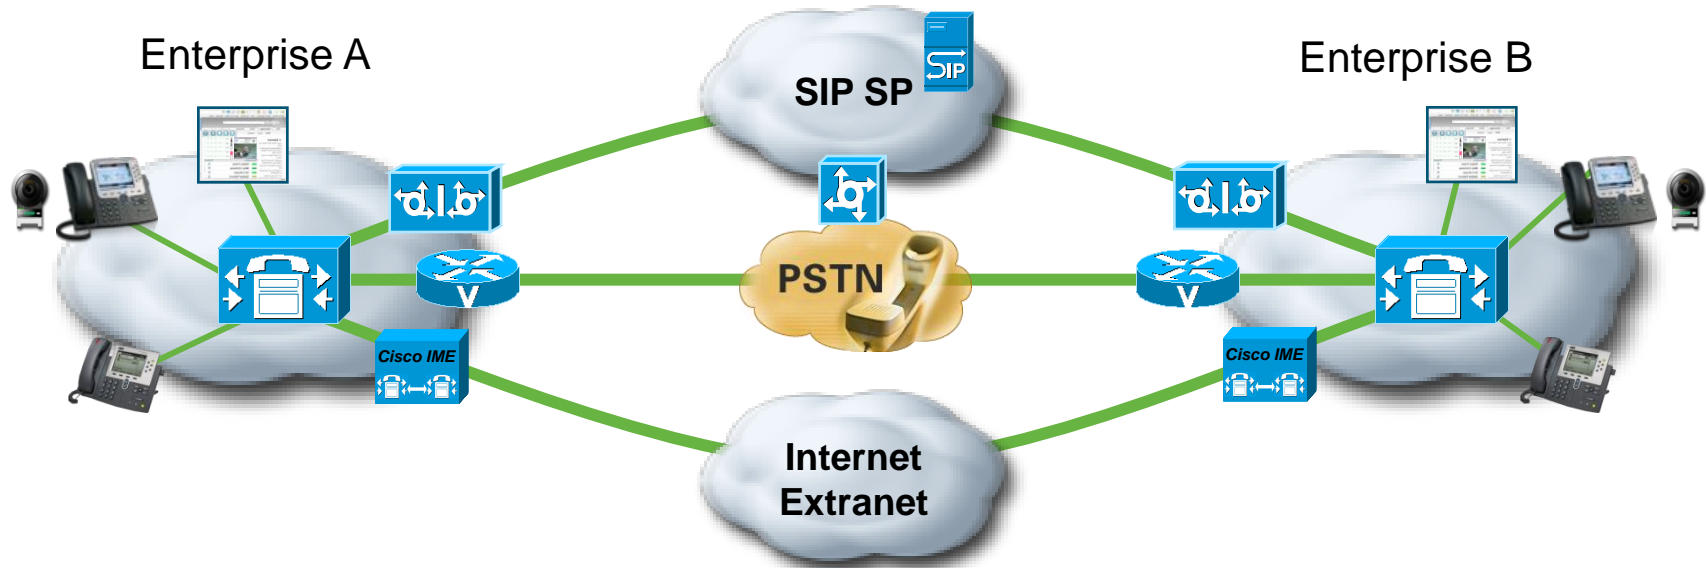 Enterprise A
Enterprise B
SIP SP
SIP
PSTN
V
V
Cisco IME
Cisco IME
Internet
Extranet